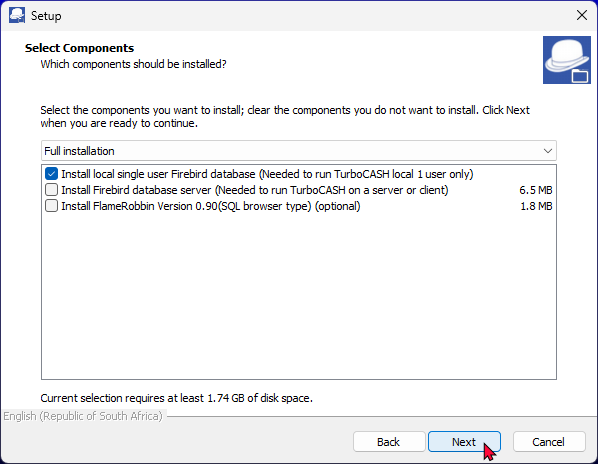 Setup
Select Components
Which components should be installed?
Select the components you want to install; clear the components you do not want to install. Click Next
when you are ready to continue.
Full installation
Install local single user Firebird database (Needed to run TurboCASH local 1 user only)
Install Firebird database server (Needed to run TurboCASH on a server or client) 6.5 MB
Install FlameRobbin Version 0.90(SQL browser type) (optional) 1.8 MB
Current selection requires at least 1.74 GB of disk space.
English (Republic of South Africa)
Back Next Cancel